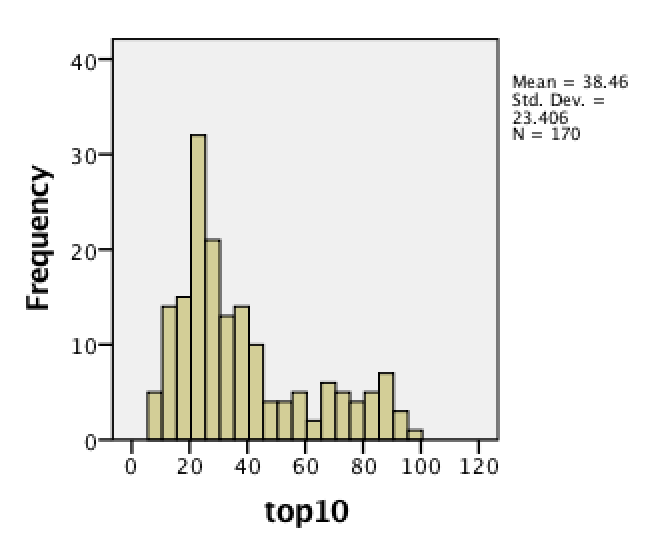 40
30
20
10
0
Frequency
0 20 40 60 80 100 120
top10
Mean = 38.46
Std. Dev. =
23.406
N = 170